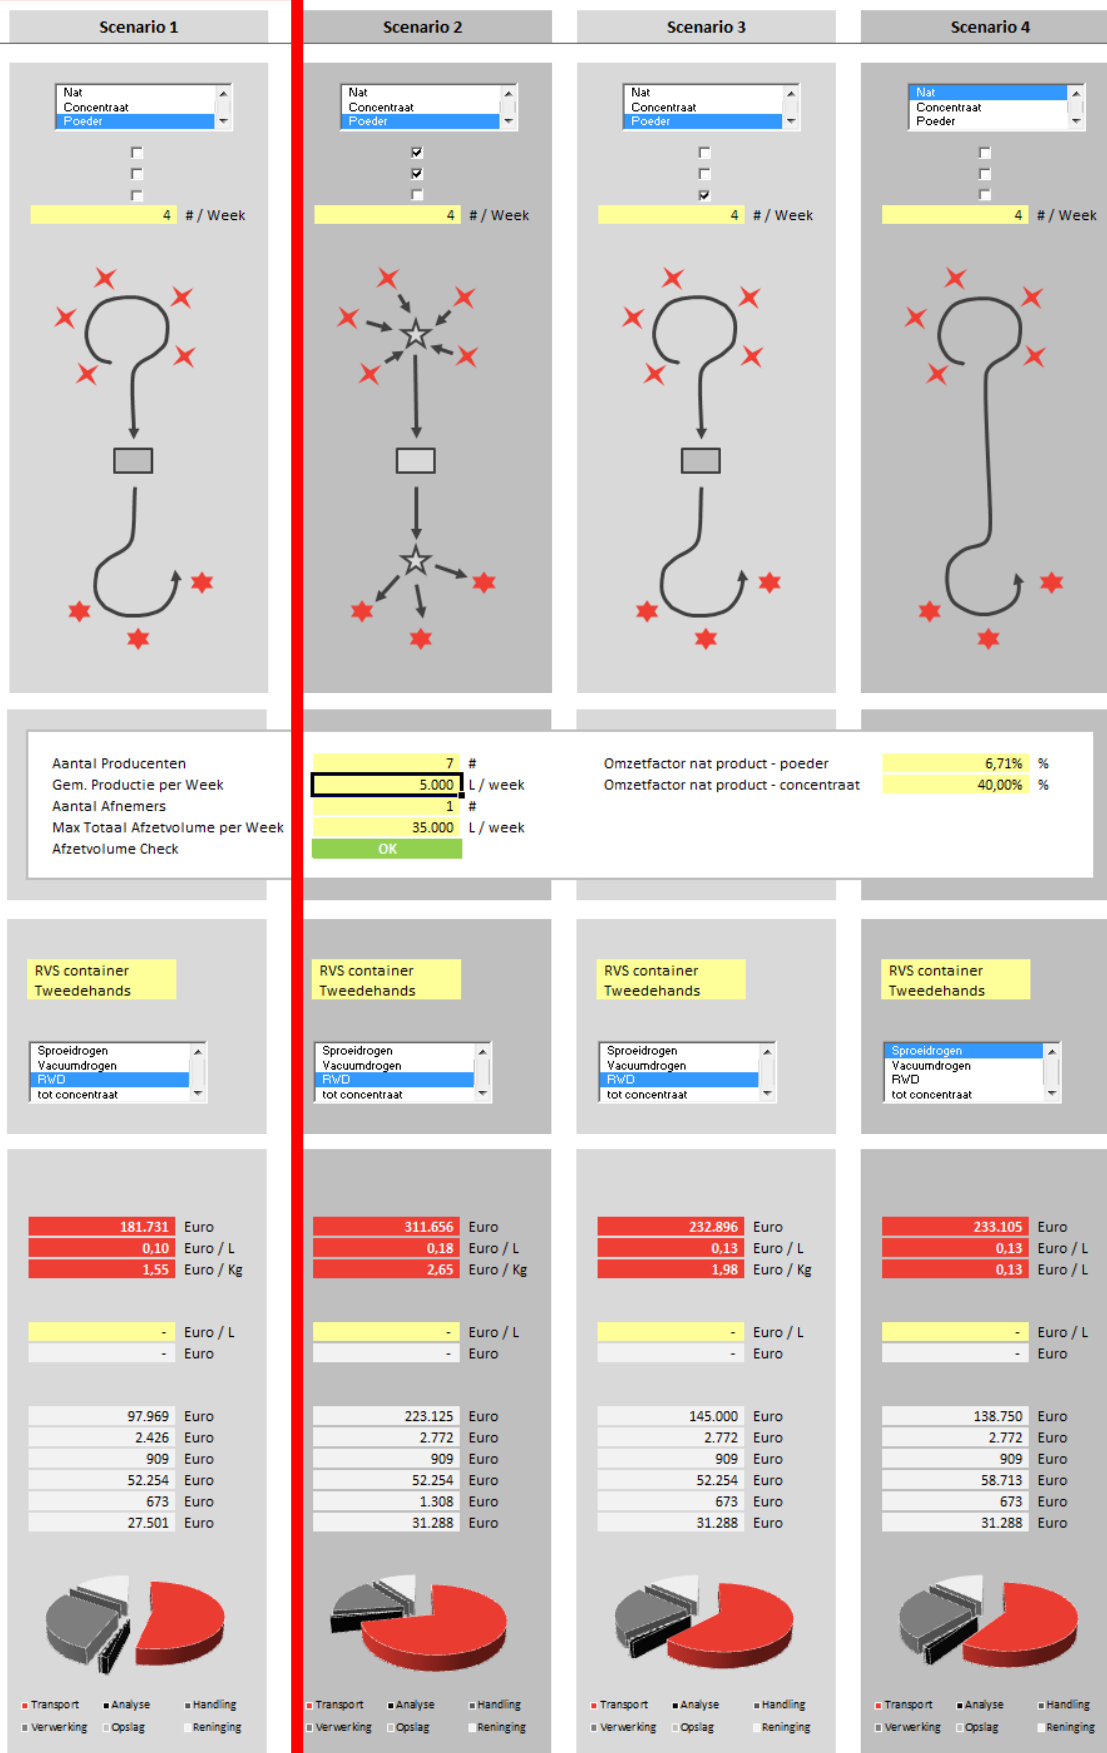 Scenario 1 Scenario 2 Scenario 3 Scenario 4
Nat Nat Nat Nat
Concentraat Concentraat Concentraat Concentraat
Poeder Poeder Poeder Poeder
4 # / Week 4 # / Week 4 # / Week 4 # / Week
Aantal Producenten 7 # Omzetfactor nat product - poeder 6,71% %
Gem. Productie per Week 5.000 L / week Omzetfactor nat product - concentraat 40,00% %
Aantal Afnemers 1 #
Max Totaal Afzetvolume per Week 35.000 L / week
Afzetvolume Check OK
RVS container RVS container RVS container RVS container
Tweedehands Tweedehands Tweedehands Tweedehands
Sproeidrogen Sproeidrogen Sproeidrogen Sproeidrogen
Vacuumdrogen Vacuumdrogen Vacuumdrogen Vacuumdrogen
RWD RWD RWD RWD
tot concentraat tot concentraat tot concentraat tot concentraat
181.731 Euro 311.656 Euro 232.896 Euro 233.105 Euro
0,10 Euro / L 0,18 Euro / L 0,13 Euro / L 0,13 Euro / L
1,55 Euro / Kg 2,65 Euro / Kg 1,98 Euro / Kg 0,13 Euro / L
- Euro / L - Euro / L - Euro / L - Euro / L
- Euro - Euro - Euro - Euro
97.969 Euro 223.125 Euro 145.000 Euro 138.750 Euro
2.426 Euro 2.772 Euro 2.772 Euro 2.772 Euro
909 Euro 909 Euro 909 Euro 909 Euro
52.254 Euro 52.254 Euro 52.254 Euro 58.713 Euro
673 Euro 1.308 Euro 673 Euro 673 Euro
27.501 Euro 31.288 Euro 31.288 Euro 31.288 Euro
Transport Analyse Handling Transport Analyse Handling Transport Analyse Handling Transport Analyse Handling
Verwerking Opslag Reninging Verwerking Opslag Reninging Verwerking Opslag Reninging Verwerking Opslag Reninging